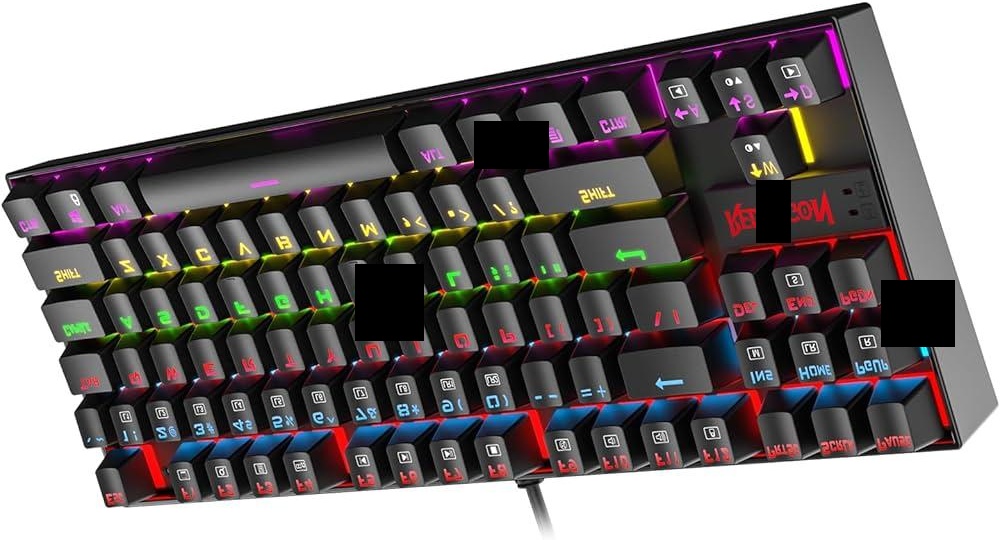 Esc F1 F2 F3 F4 F5 F6 F7 F8 F9 F10 F11 F12 PRTSC SCRLK PAUSE
`~ 1! 2@ 3# 4$ 5% 6^ 7& 8* 9( 0) -_ =+ ← INS HOME PGUP
TAB Q W E R T Y U O P [{ ]} \| DEL END PGDN
A S D F G H L ;: '" ↵
SHIFT Z X C V B N M ,< .> /? SHIFT ↑W
CTRL ALT ALT CTRL ←A ↓S →D